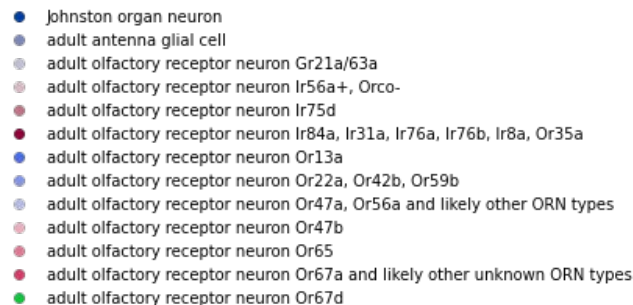 Johnston organ neuron
adult antenna glial cell
adult olfactory receptor neuron Gr21a/63a
adult olfactory receptor neuron Ir56a+, Orco-
adult olfactory receptor neuron Ir75d
adult olfactory receptor neuron Ir84a, Ir31a, Ir76a, Ir76b, Ir8a, Or35a
adult olfactory receptor neuron Or13a
adult olfactory receptor neuron Or22a, Or42b, Or59b
adult olfactory receptor neuron Or47a, Or56a and likely other ORN types
adult olfactory receptor neuron Or47b
adult olfactory receptor neuron Or65
adult olfactory receptor neuron Or67a and likely other unknown ORN types
adult olfactory receptor neuron Or67d